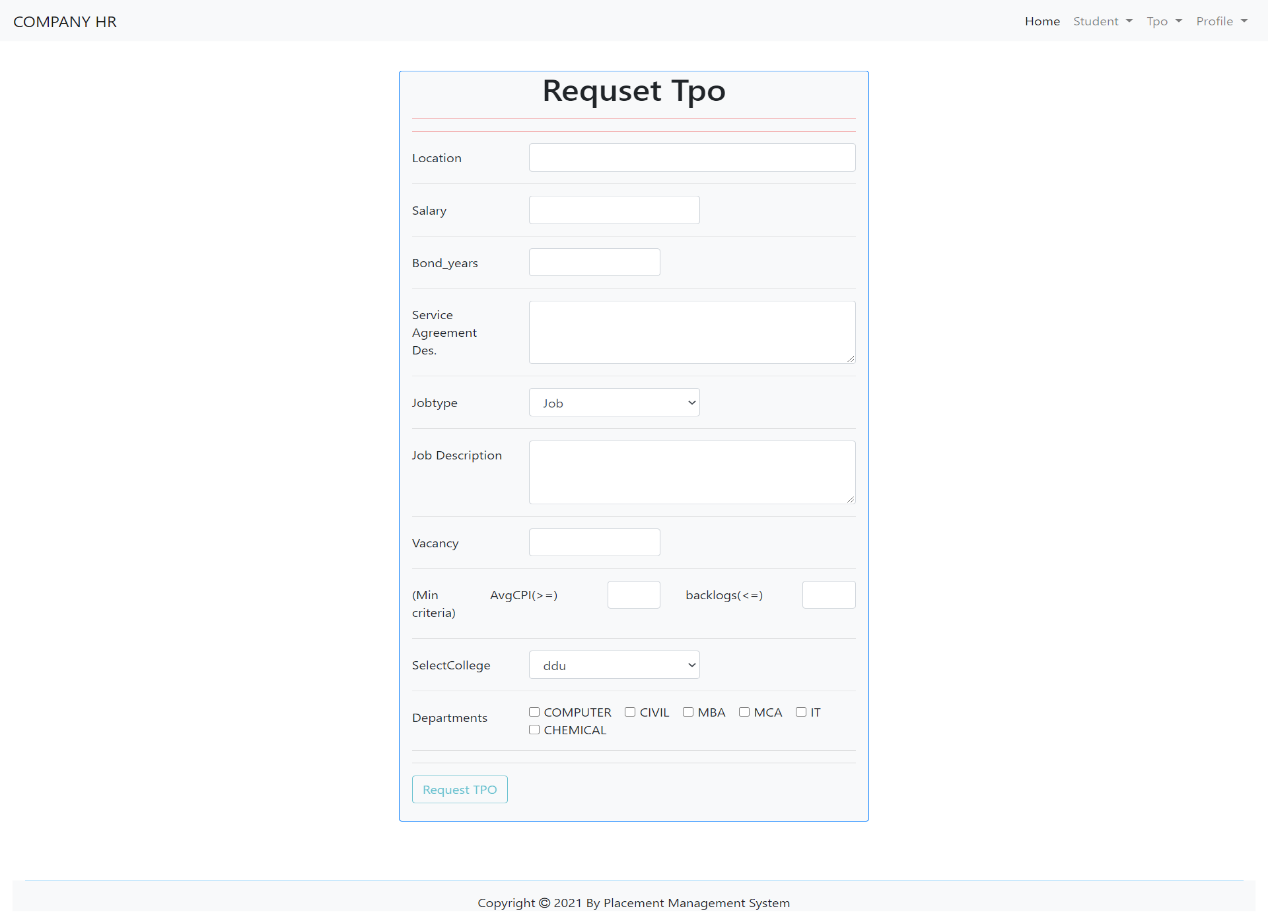 COMPANY HR Home Student Tpo Profile
Requset Tpo
Location
Salary
Bond_years
Service
Agreement
Des.
Jobtype Job
Job Description
Vacancy
(Min AvgCPI(>=) backlogs(<=)
criteria)
SelectCollege ddu
Departments COMPUTER CIVIL MBA MCA IT
CHEMICAL
Request TPO
Copyright © 2021 By Placement Management System